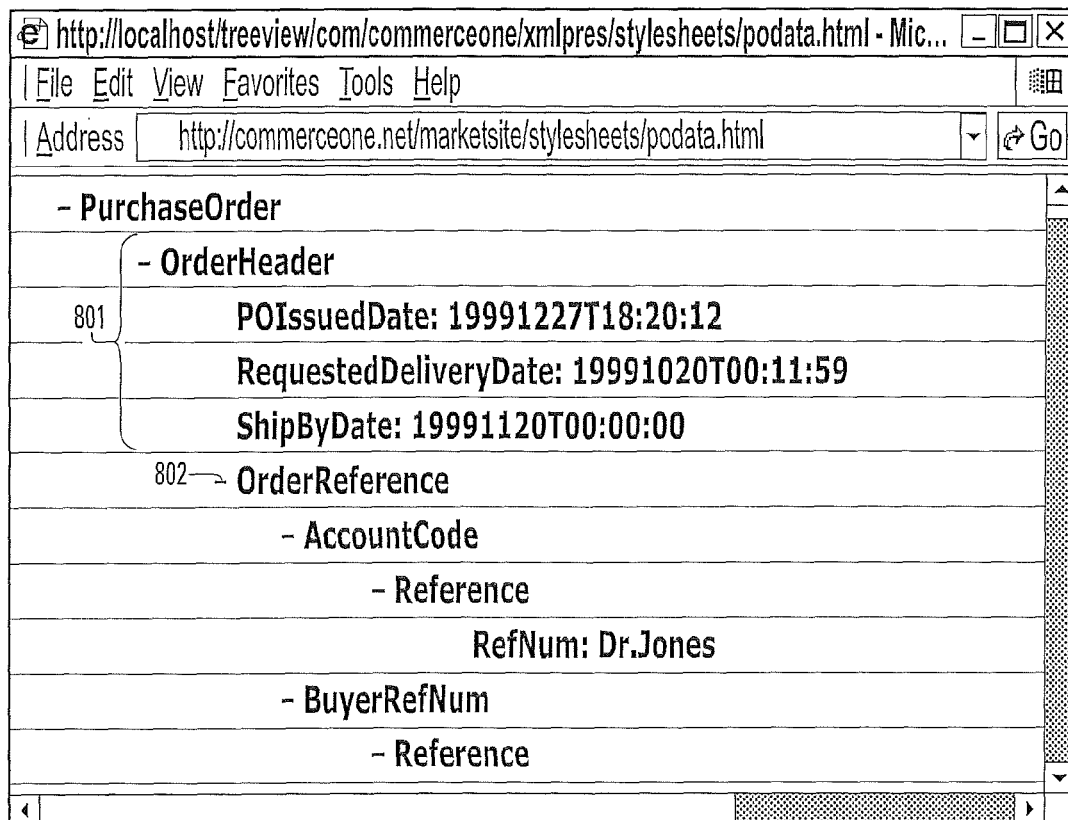 http://localhost/treeview/com/commerceone/xmlpres/stylesheets/podata.html - Mic...
File Edit View Favorites Tools Help
Address http://commerceone.net/marketsite/stylesheets/podata.html Go
- PurchaseOrder
- OrderHeader
801 POIssuedDate: 19991227T18:20:12
RequestedDeliveryDate: 19991020T00:11:59
ShipByDate: 19991120T00:00:00
802 OrderReference
- AccountCode
- Reference
RefNum: Dr.Jones
- BuyerRefNum
- Reference